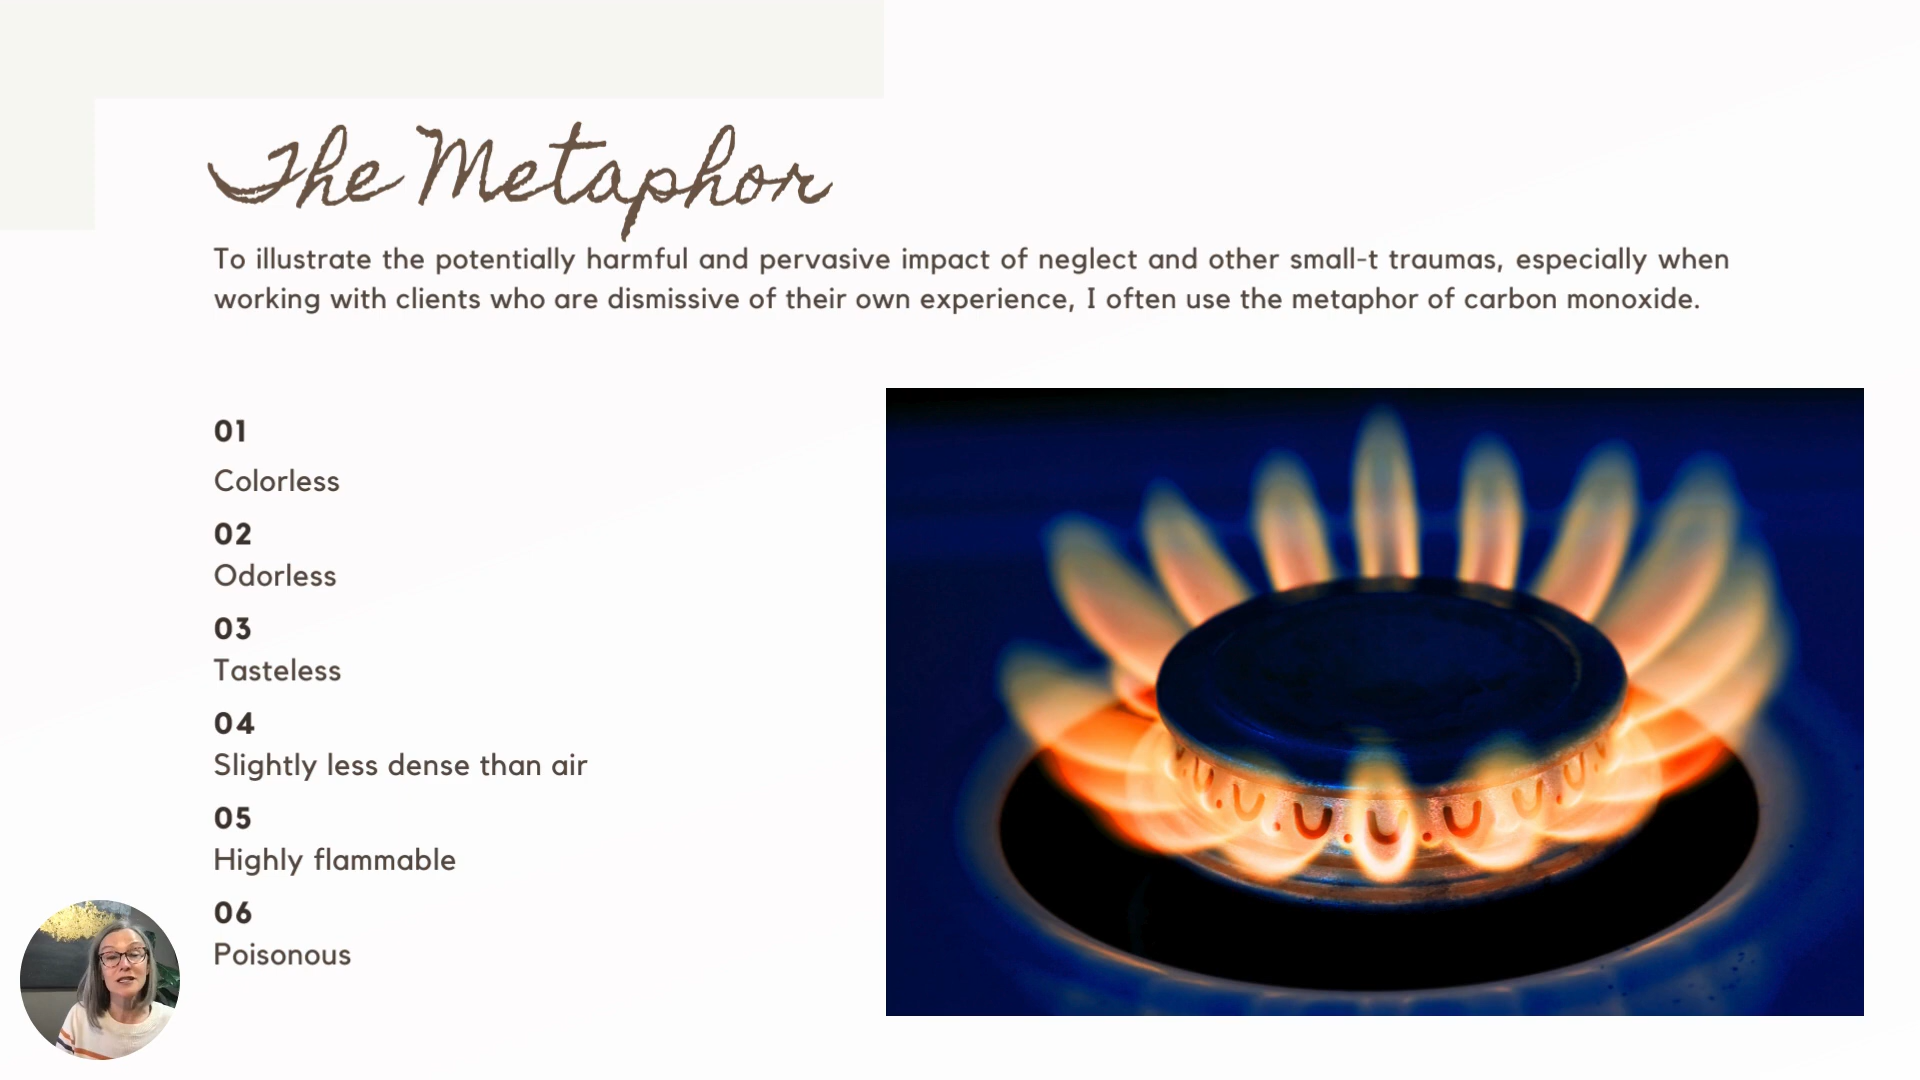 The Metaphor
To illustrate the potentially harmful and pervasive impact of neglect and other small-t traumas, especially when
working with clients who are dismissive of their own experience, I often use the metaphor of carbon monoxide.
01
Colorless
02
Odorless
03
Tasteless
04
Slightly less dense than air
05
Highly flammable
06
Poisonous